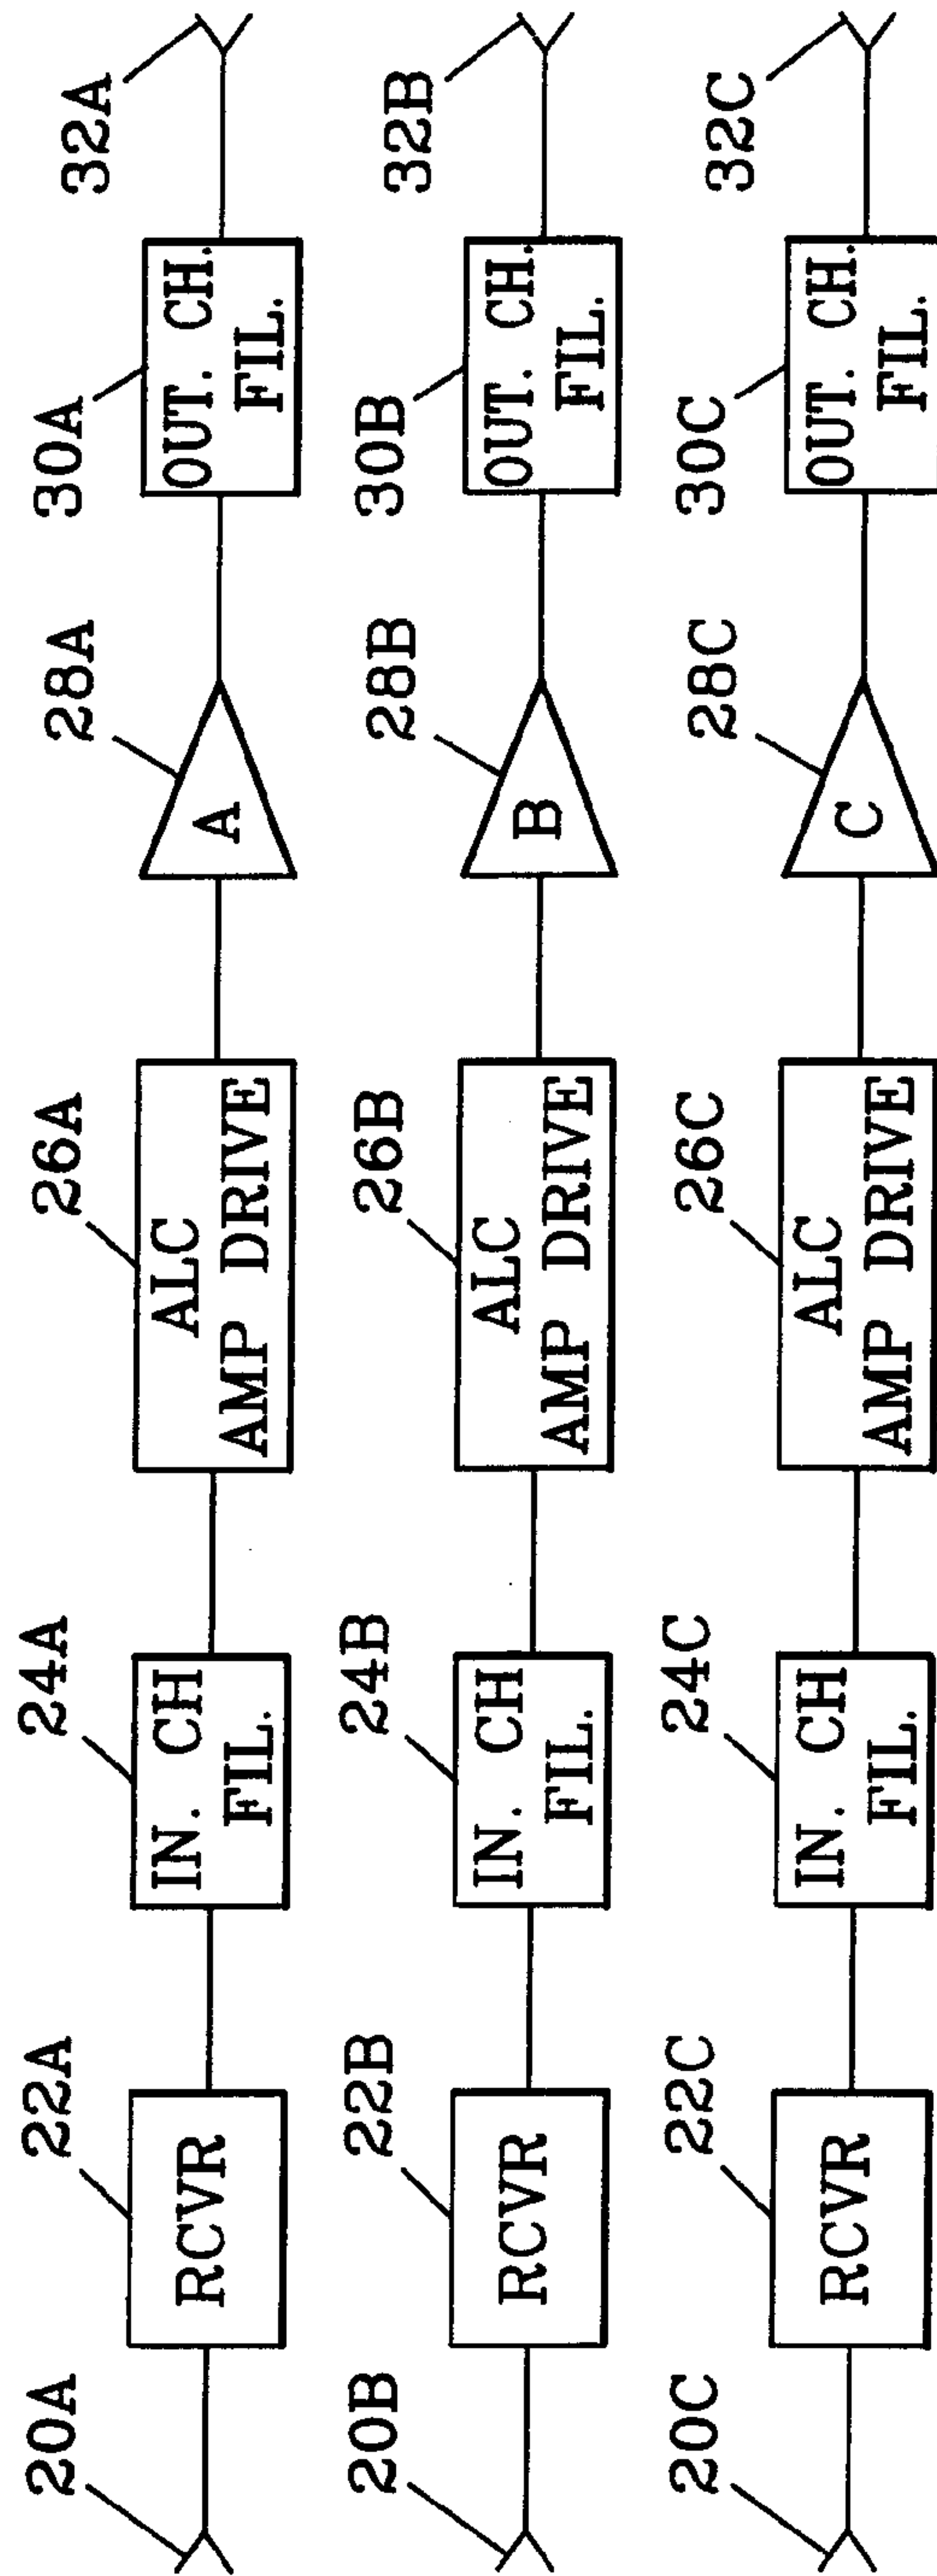 20A
22A
24A
26A
28A
30A
32A
RCVR
IN. CH
FIL.
ALC
AMP DRIVE
A
OUT. CH.
FIL.
20B
22B
24B
26B
28B
30B
32B
RCVR
IN. CH
FIL.
ALC
AMP DRIVE
B
OUT. CH.
FIL.
20C
22C
24C
26C
28C
30C
32C
RCVR
IN. CH
FIL.
ALC
AMP DRIVE
C
OUT. CH.
FIL.